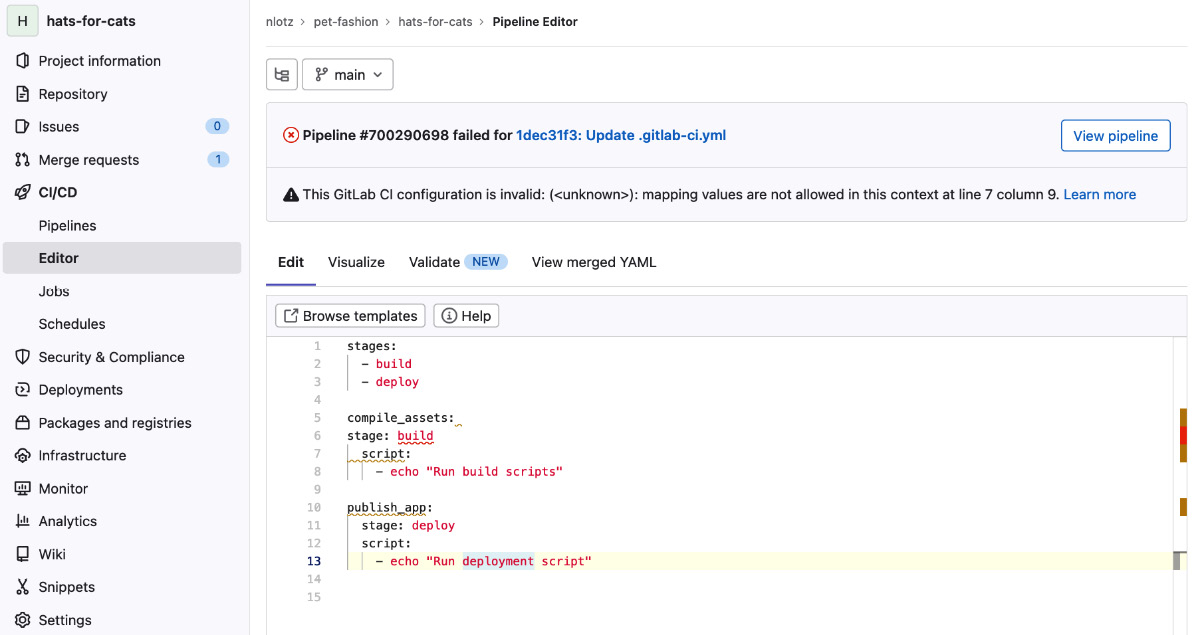 H hats-for-cats
Project information
Repository
Issues 0
Merge requests 1
CI/CD
Pipelines
Editor
Jobs
Schedules
Security & Compliance
Deployments
Packages and registries
Infrastructure
Monitor
Analytics
Wiki
Snippets
Settings
nlotz > pet-fashion > hats-for-cats > Pipeline Editor
main
Pipeline #700290698 failed for 1dec31f3: Update .gitlab-ci.yml
View pipeline
This GitLab CI configuration is invalid: (<unknown>): mapping values are not allowed in this context at line 7 column 9. Learn more
Edit Visualize Validate NEW View merged YAML
Browse templates Help
1 stages:
2   - build
3   - deploy
4
5 compile_assets:
6 stage: build
7   script:
8     - echo "Run build scripts"
9
10 publish_app:
11   stage: deploy
12   script:
13     - echo "Run deployment script"
14
15